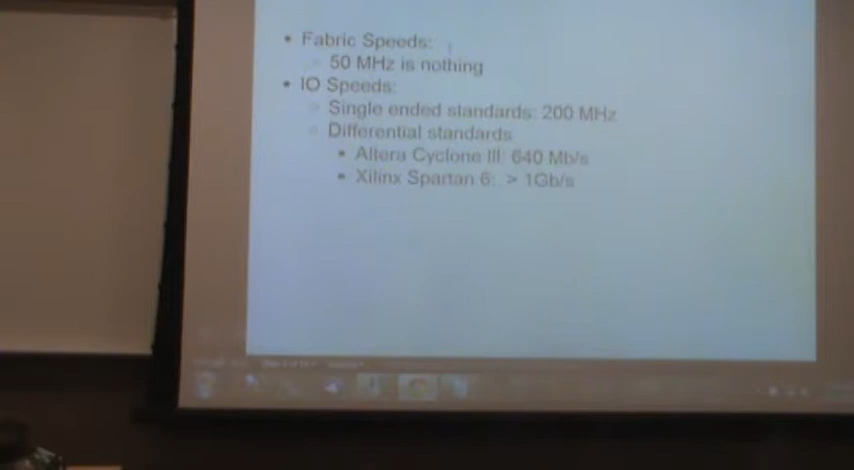 • Fabric Speeds:
○ 50 MHz is nothing
• IO Speeds:
○ Single ended standards: 200 MHz
○ Differential standards
▪ Altera Cyclone III: 640 Mb/s
▪ Xilinx Spartan 6: > 1Gb/s